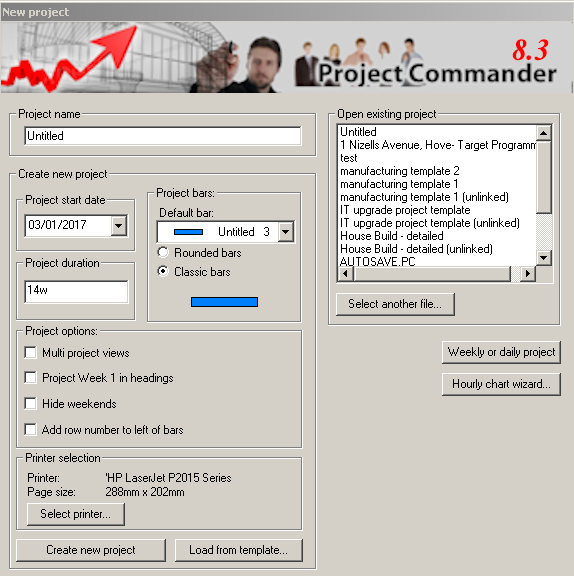 New project
8.3
Project Commander
Project name
Untitled
Create new project
Project start date
03/01/2017
Project duration
14w
Project bars:
Default bar:
Untitled 3
Rounded bars
Classic bars
Project options:
Multi project views
Project Week 1 in headings
Hide weekends
Add row number to left of bars
Printer selection
Printer: 'HP LaserJet P2015 Series
Page size: 288mm x 202mm
Select printer...
Create new project
Load from template...
Open existing project
Untitled
1 Nizells Avenue, Hove- Target Programm
test
manufacturing template 2
manufacturing template 1
manufacturing template 1 (unlinked)
IT upgrade project template
IT upgrade project template (unlinked)
House Build - detailed
House Build - detailed (unlinked)
AUTOSAVE.PC
Select another file...
Weekly or daily project
Hourly chart wizard...